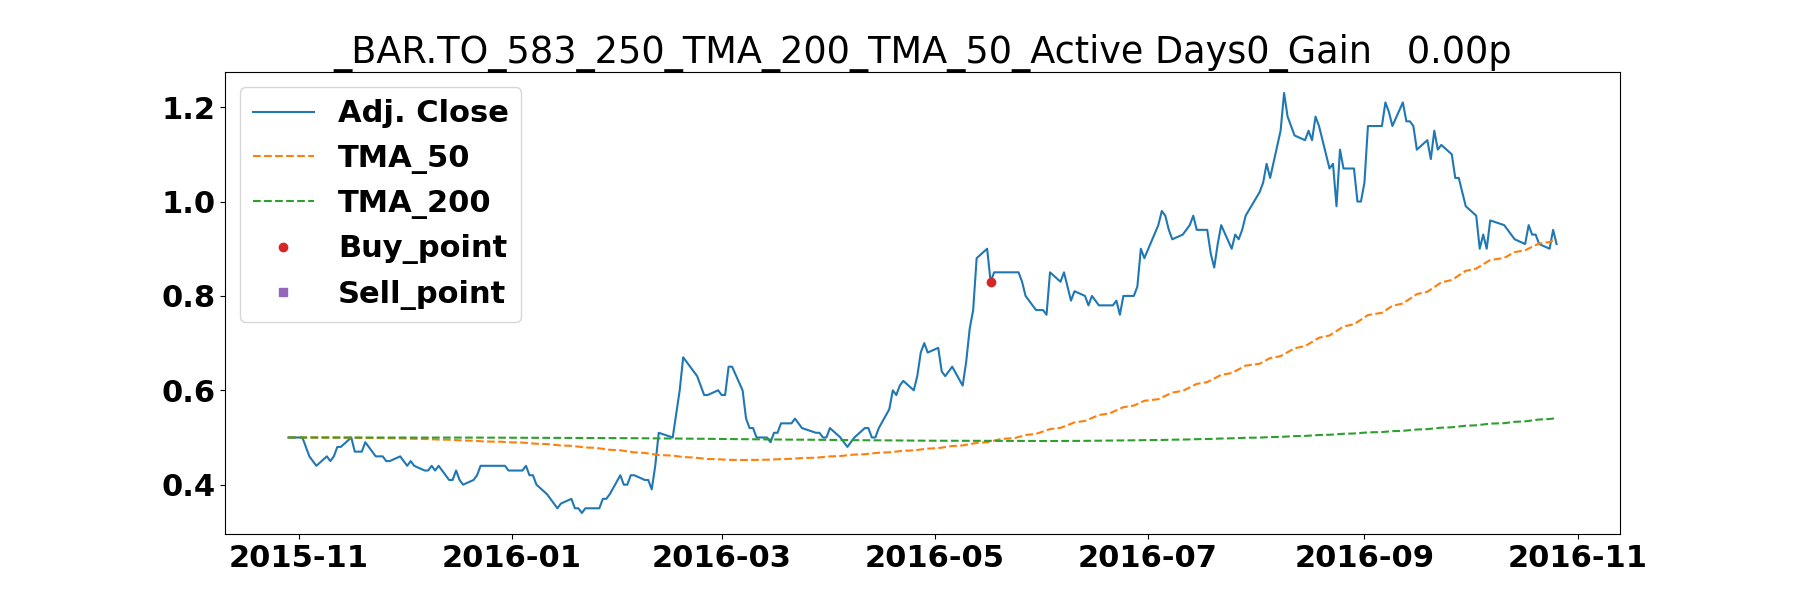 _BAR.TO_583_250_TMA_200_TMA_50_Active Days0_Gain   0.00p
Adj. Close
TMA_50
TMA_200
Buy_point
Sell_point
1.2
1.0
0.8
0.6
0.4
2015-11 2016-01 2016-03 2016-05 2016-07 2016-09 2016-11